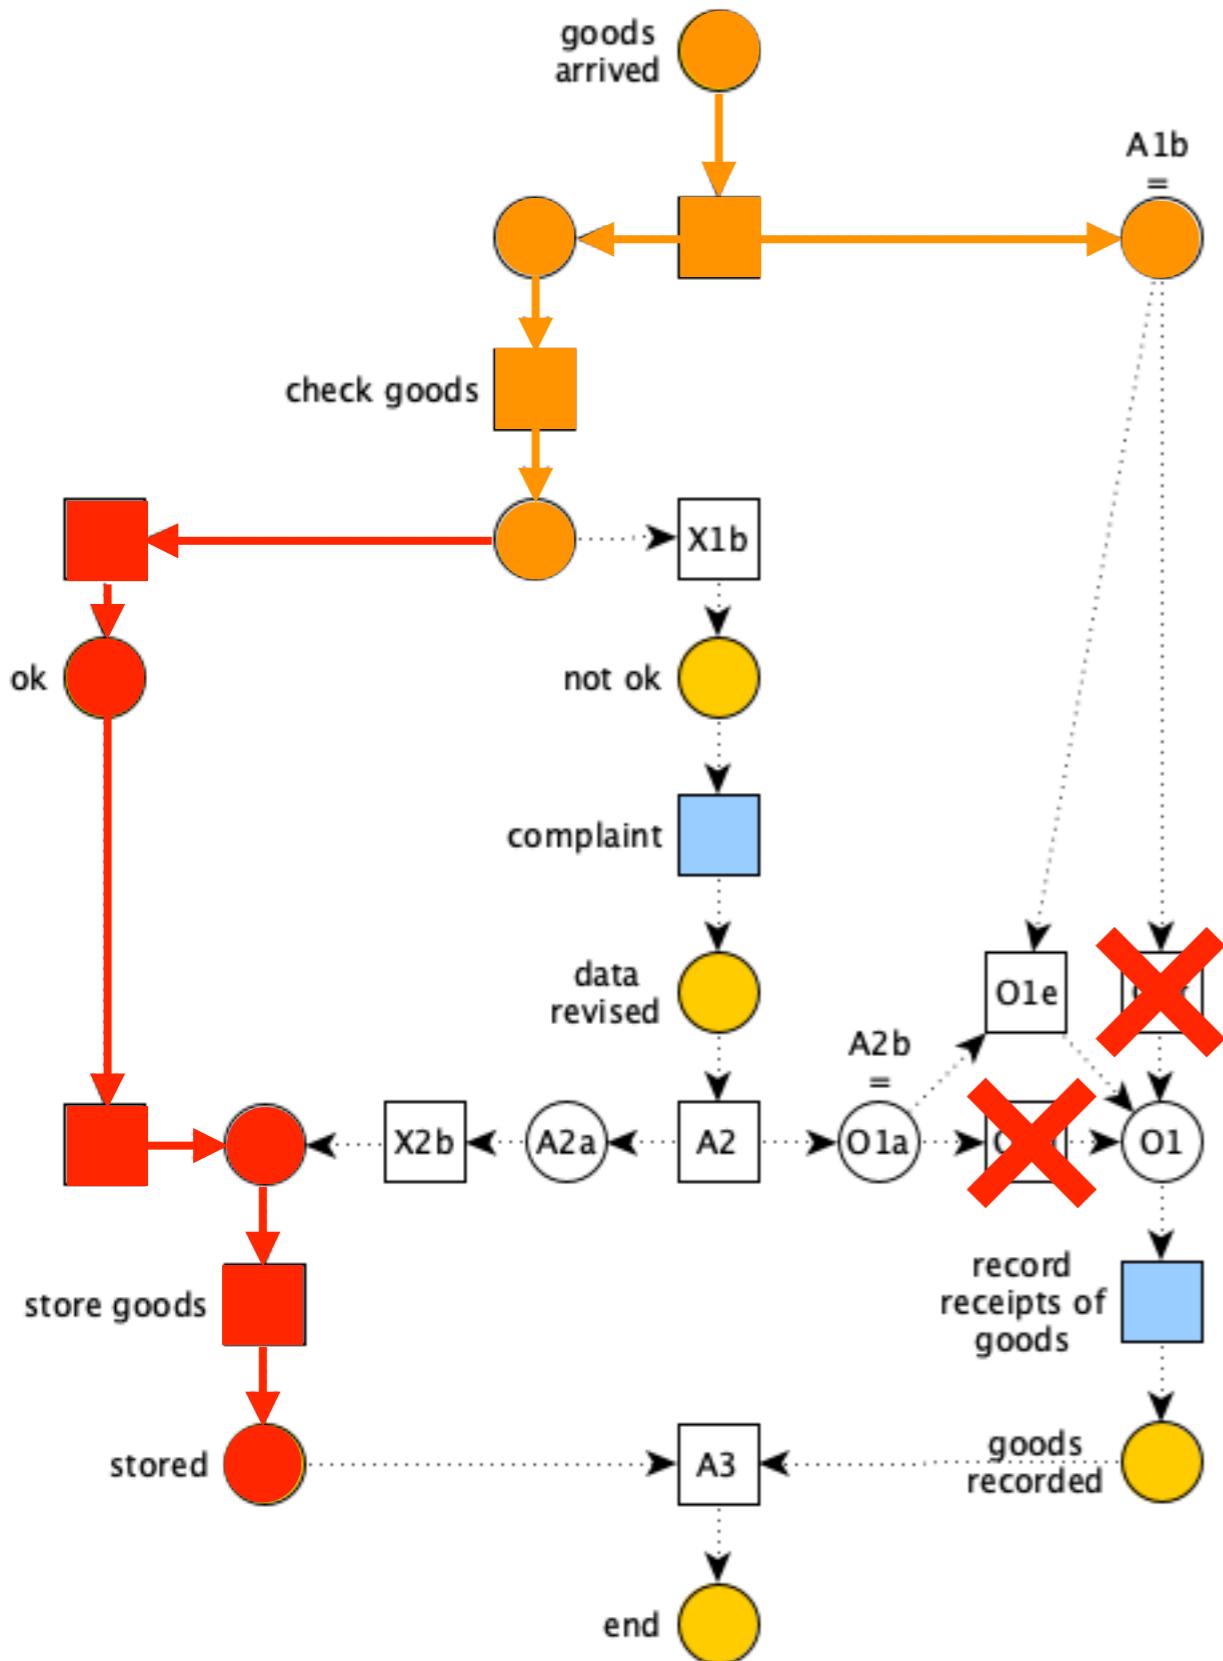 goods
arrived
A1b
=
check goods
X1b
ok
not ok
complaint
data
revised
O1e
A2b
=
X2b
A2a
A2
O1a
O1
store goods
record
receipts of
goods
stored
A3
goods
recorded
end